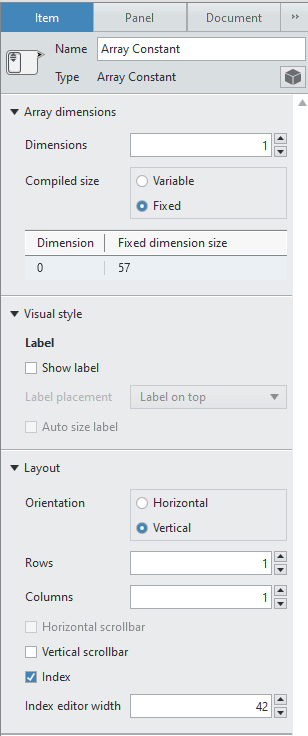 Item Panel Document ››
Name Array Constant
Type Array Constant
Array dimensions
Dimensions 1
Compiled size Variable
Fixed
Dimension Fixed dimension size
0 57
Visual style
Label
Show label
Label placement Label on top
Auto size label
Layout
Orientation Horizontal
Vertical
Rows 1
Columns 1
Horizontal scrollbar
Vertical scrollbar
Index
Index editor width 42